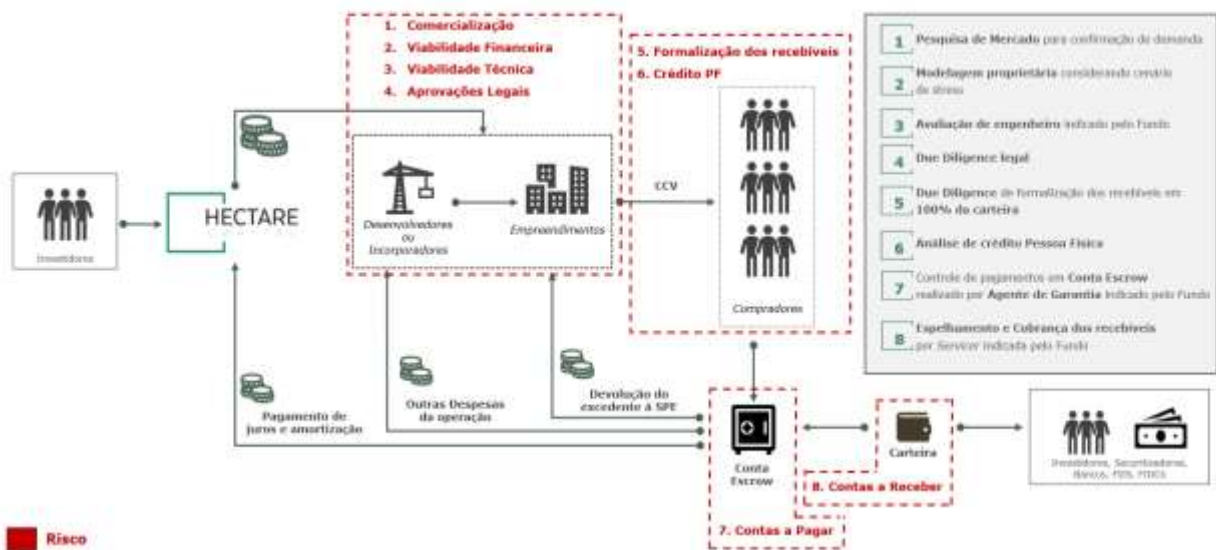 1. Comercialização
2. Viabilidade Financeira
3. Viabilidade Técnica
4. Aprovações Legais
5. Formalização dos recebíveis
6. Crédito PF
Investidores
HECTARE
Desenvolvedores
ou
Incorporadores
Empreendimentos
CCV
Compradores
1 Pesquisa de Mercado para confirmação de demanda
2 Modelagem proprietária considerando cenário
de stress
3 Avaliação de engenheiro indicado pelo Fundo
4 Due Diligence legal
5 Due Diligence de formalização dos recebíveis em
100% da carteira
6 Análise de crédito Pessoa Física
7 Controle de pagamentos em Conta Escrow
realizado por Agente de Garantia indicado pelo Fundo
8 Espelhamento e Cobrança dos recebíveis
por Servicer indicada pelo Fundo
Pagamento de
juros e amortização
Outras Despesas
da operação
Devolução do
excedente à SPE
Conta
Escrow
Carteira
Investidores, Securitizadoras,
Bancos, FIIs, FIDCs
8. Contas a Receber
7. Contas a Pagar
Risco